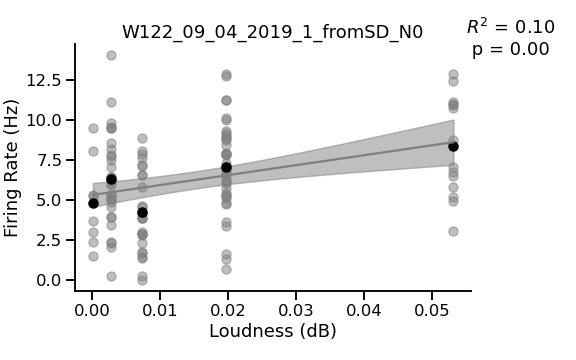 W122_09_04_2019_1_fromSD_N0
R² = 0.10
p = 0.00
Firing Rate (Hz)
12.5
10.0
7.5
5.0
2.5
0.0
0.00 0.01 0.02 0.03 0.04 0.05
Loudness (dB)